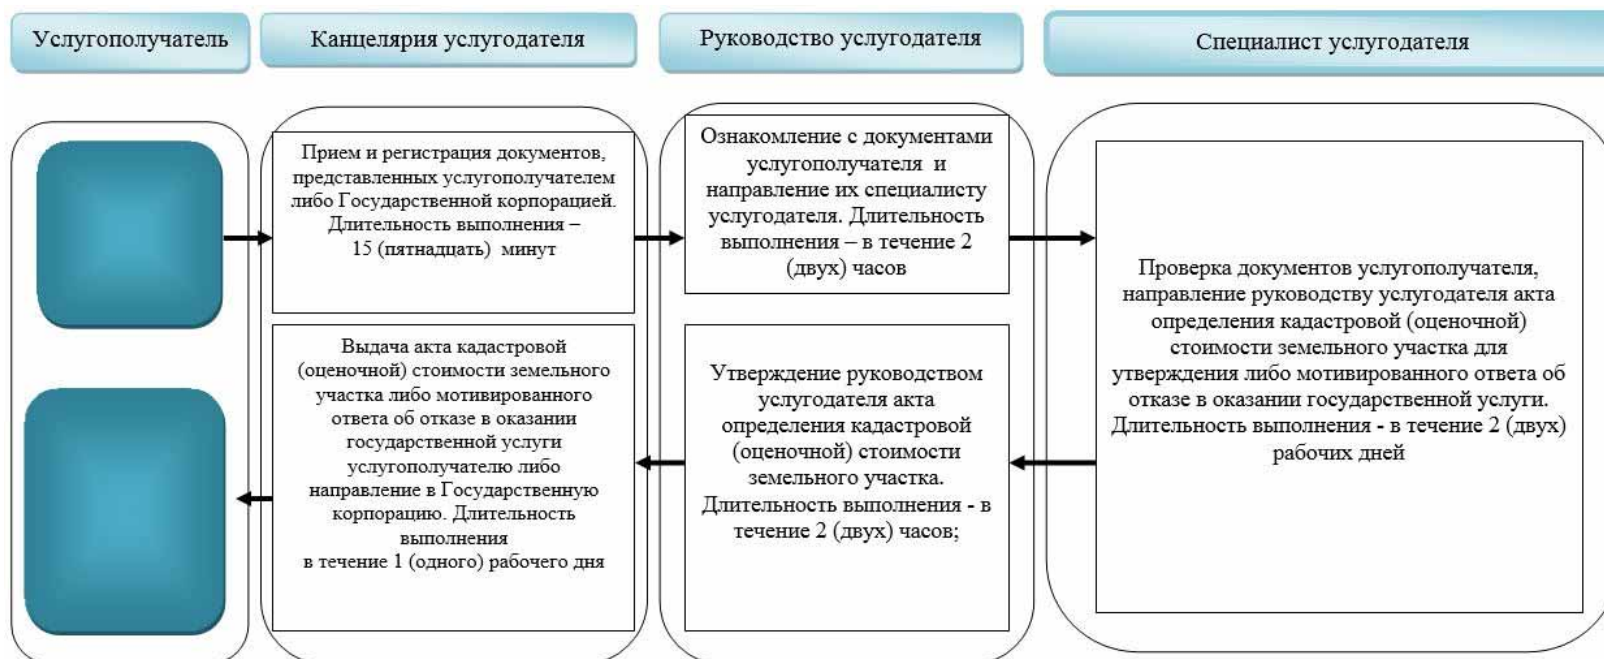 Услугополучатель
Канцелярия услугодателя
Руководство услугодателя
Специалист услугодателя
Прием и регистрация документов,
представленных услугополучателем
либо Государственной корпорацией.
Длительность выполнения –
15 (пятнадцать) минут
Ознакомление с документами
услугополучателя и
направление их специалисту
услугодателя. Длительность
выполнения – в течение 2
(двух) часов
Проверка документов услугополучателя,
направление руководству услугодателя акта
определения кадастровой (оценочной)
стоимости земельного участка для
утверждения либо мотивированного ответа об
отказе в оказании государственной услуги.
Длительность выполнения - в течение 2 (двух)
рабочих дней
Утверждение руководством
услугодателя акта
определения кадастровой
(оценочной) стоимости
земельного участка.
Длительность выполнения - в
течение 2 (двух) часов;
Выдача акта кадастровой
(оценочной) стоимости земельного
участка либо мотивированного
ответа об отказе в оказании
государственной услуги
услугополучателю либо
направление в Государственную
корпорацию. Длительность
выполнения
в течение 1 (одного) рабочего дня